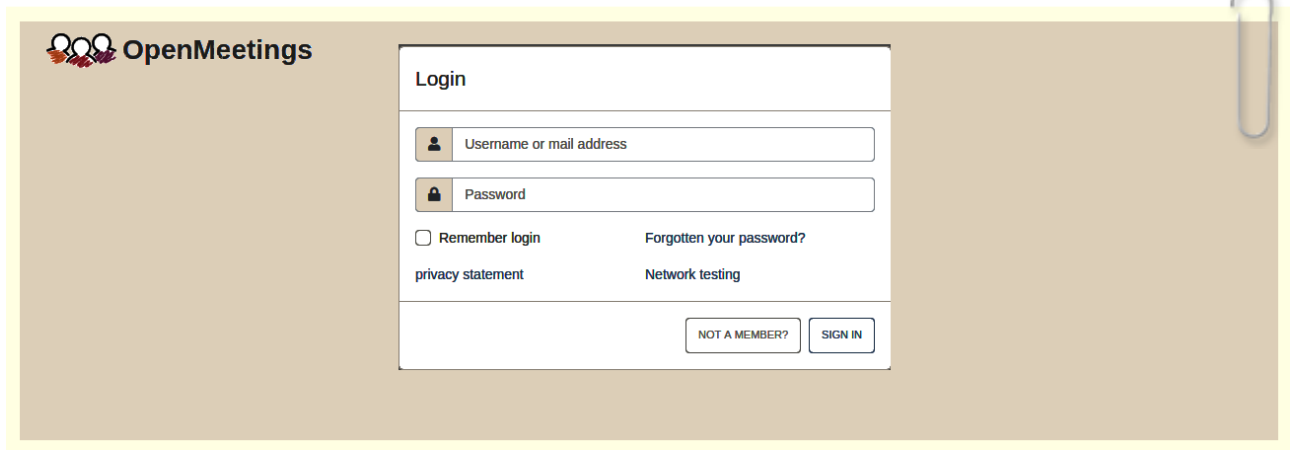 OpenMeetings
Login
Username or mail address
Password
Remember login
Forgotten your password?
privacy statement
Network testing
NOT A MEMBER?
SIGN IN